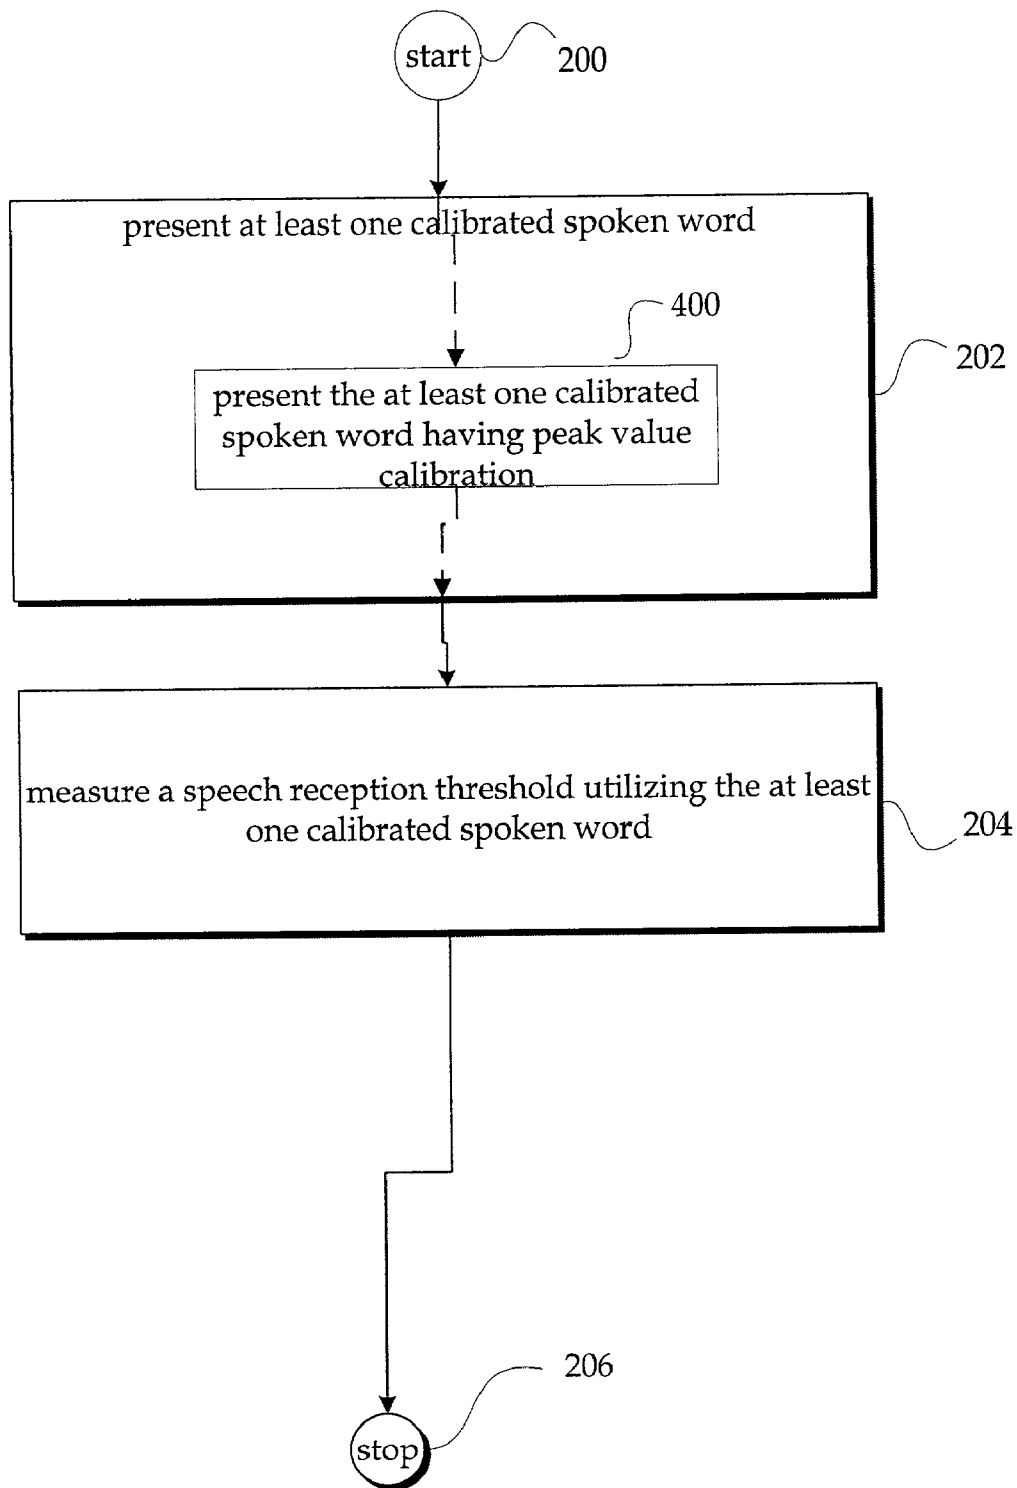 start
200
present at least one calibrated spoken word
400
202
present the at least one calibrated
spoken word having peak value
calibration
measure a speech reception threshold utilizing the at least
one calibrated spoken word
204
206
stop